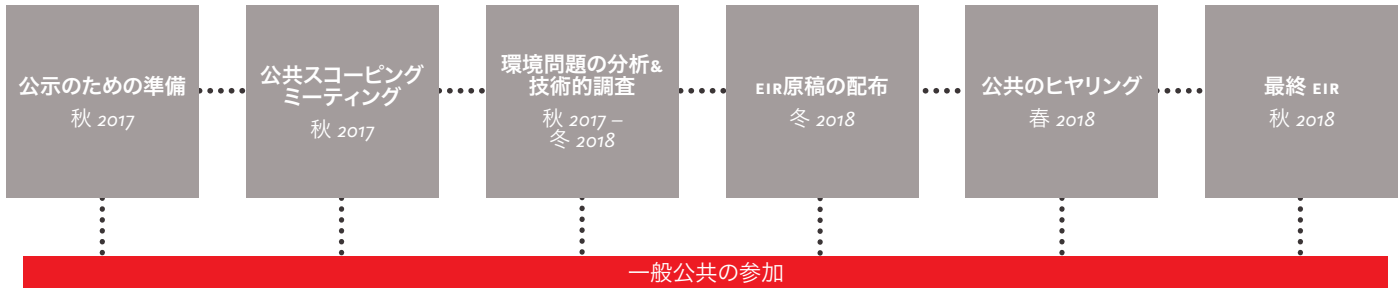 公示のための準備
秋 2017
公共スコーピング
ミーティング
秋 2017
環境問題の分析&
技術的調査
秋 2017 –
冬 2018
EIR原稿の配布
冬 2018
公共のヒヤリング
春 2018
最終 EIR
秋 2018
一般公共の参加